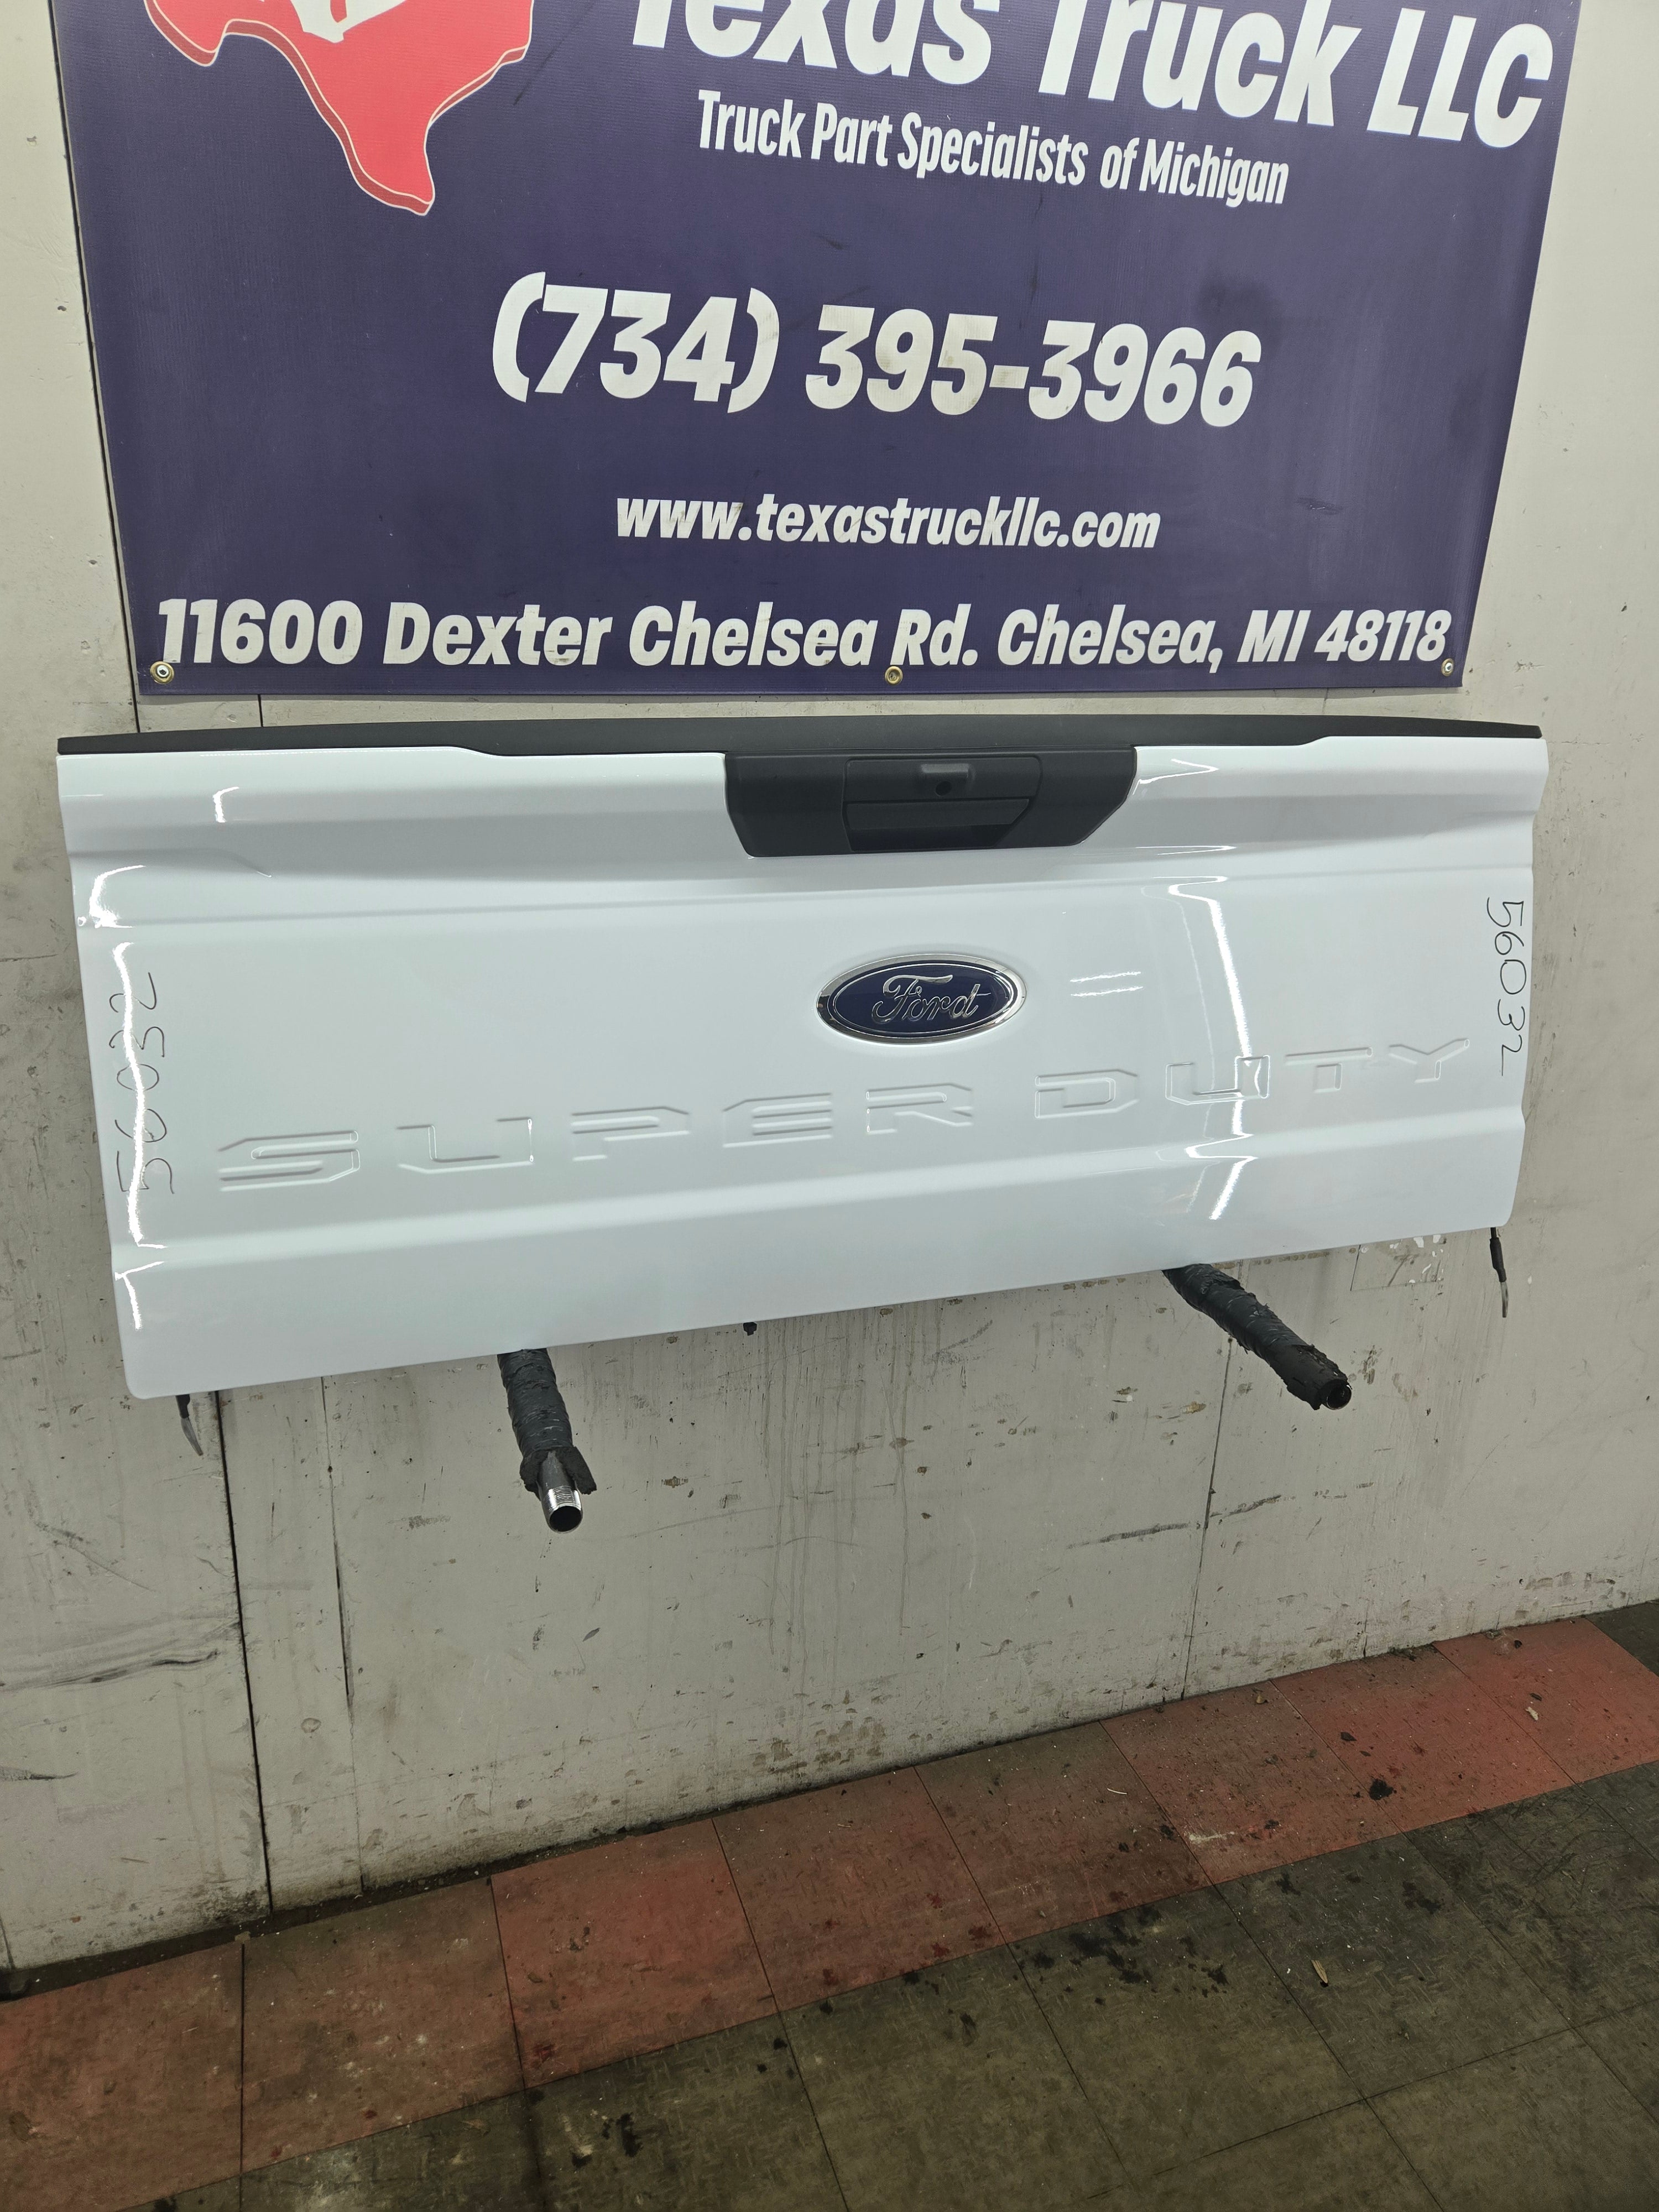 Texas Truck LLC
Truck Part Specialists of Michigan
(734) 395-3966
www.texastruckllc.com
11600 Dexter Chelsea Rd. Chelsea, MI 48118
Ford
SUPER DUTY
56032
56032